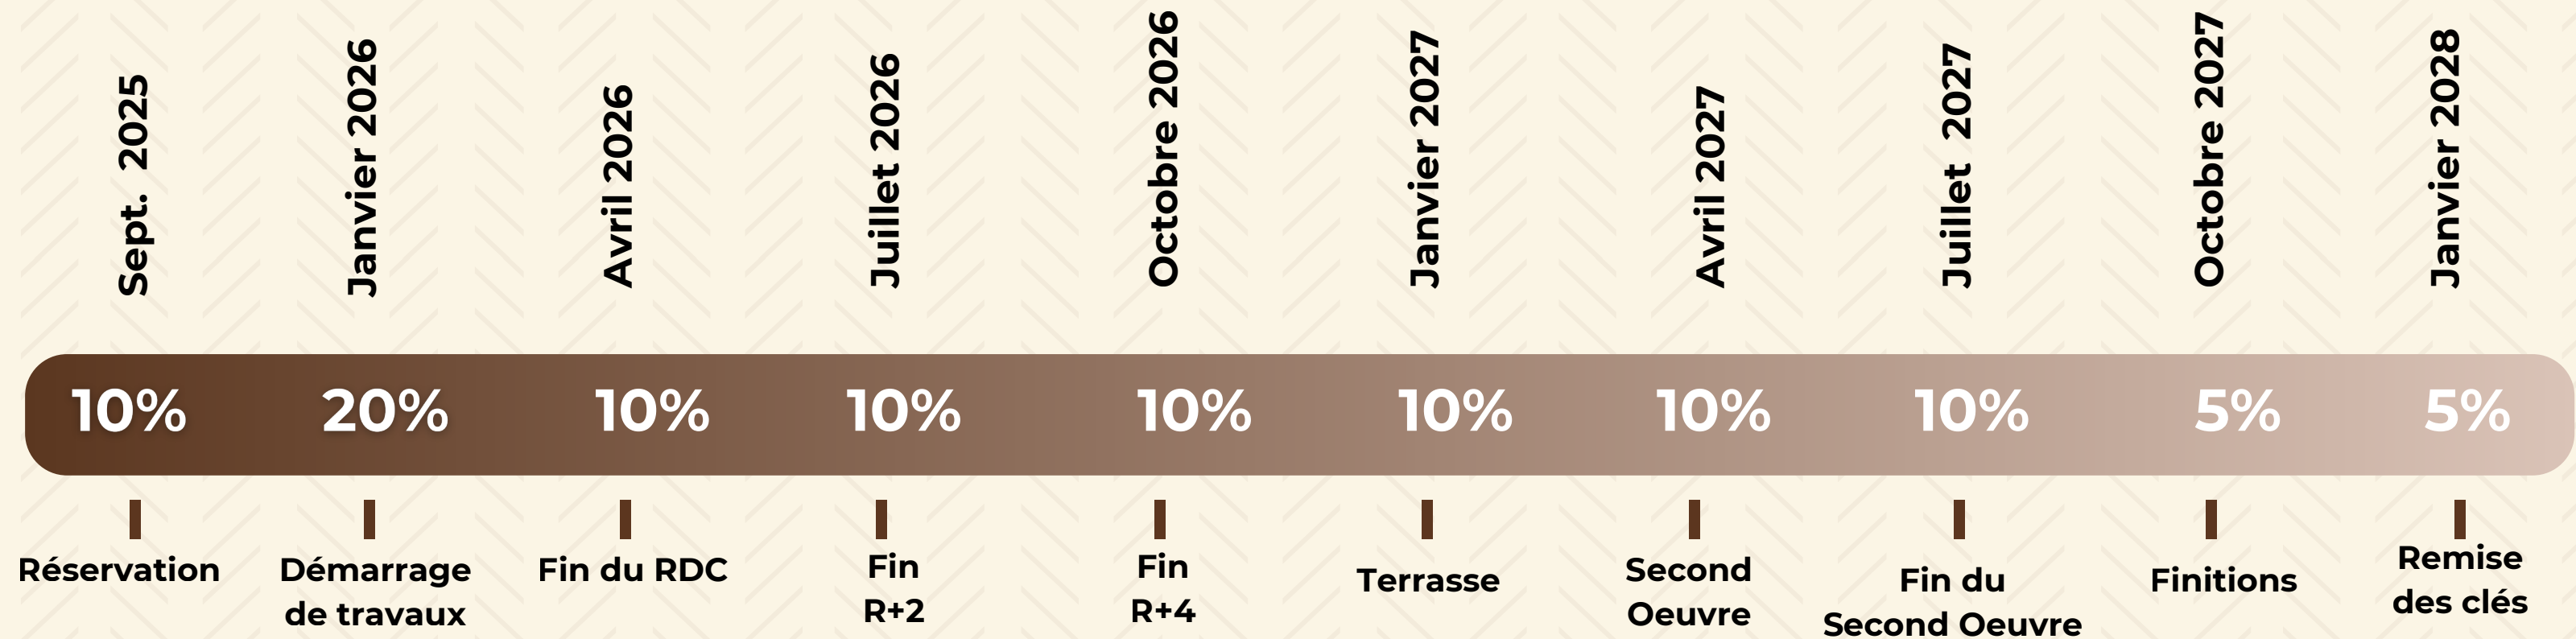 Sept. 2025
Janvier 2026
Avril 2026
Juillet 2026
Octobre 2026
Janvier 2027
Avril 2027
Juillet 2027
Octobre 2027
Janvier 2028
10%
20%
10%
10%
10%
10%
10%
10%
5%
5%
Réservation
Démarrage
de travaux
Fin du RDC
Fin
R+2
Fin
R+4
Terrasse
Second
Oeuvre
Fin du
Second Oeuvre
Finitions
Remise
des clés